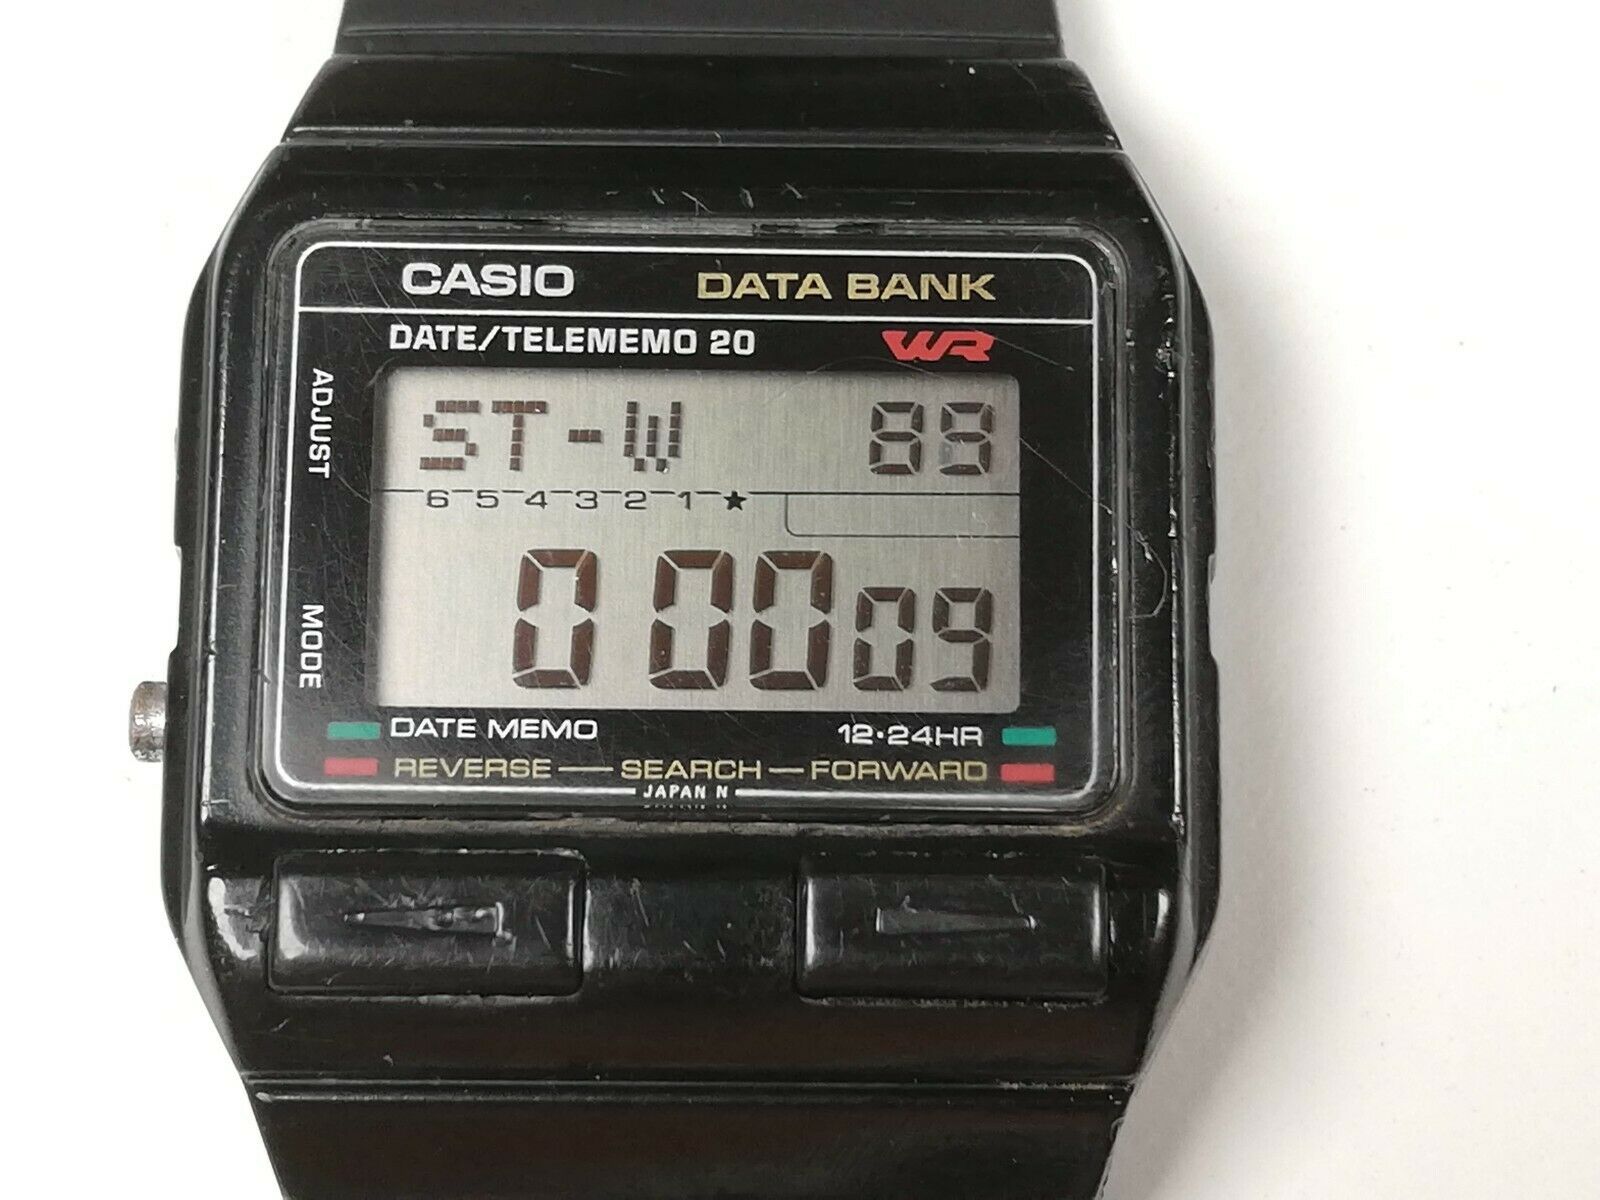 CASIO DATA BANK
DATE/TELEMEMO 20 WR
ADJUST
ST-W 89
6 5 4 3 2 1 ★
0 00 09
MODE
DATE MEMO 12•24HR
REVERSE — SEARCH — FORWARD
JAPAN N